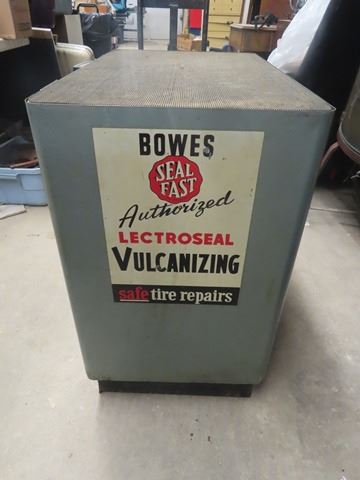 BOWES
SEAL
FAST
Authorized
LECTROSEAL
VULCANIZING
safe tire repairs